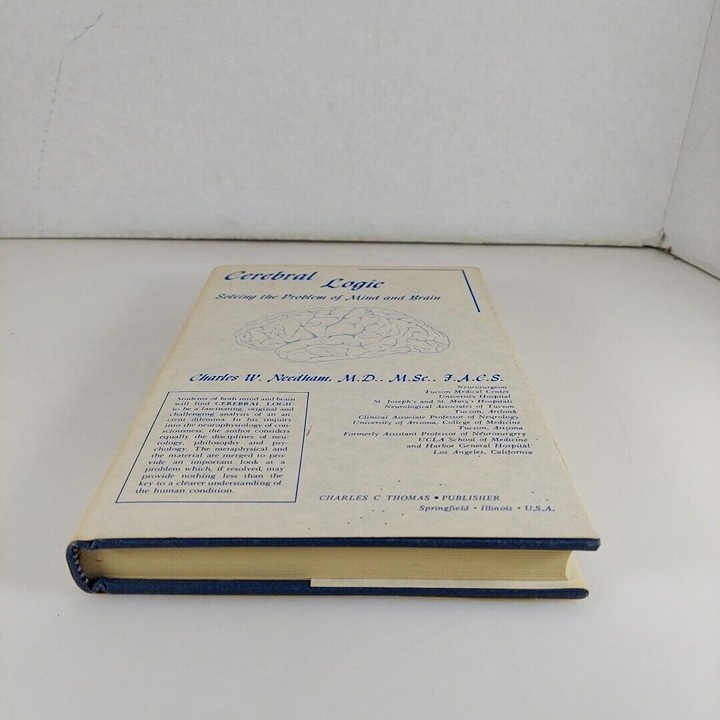 Cerebral Logic
Solving the Problem of Mind and Brain
Charles W. Needham, M.D., M.Sc., F.A.C.S.
Neurosurgeon
Tucson Medical Center
University Hospital
St. Joseph's and St. Mary's Hospitals
Neurological Associates of Tucson
Tucson, Arizona
Clinical Associate Professor of Neurology
University of Arizona, College of Medicine
Tucson, Arizona
Formerly Assistant Professor of Neurosurgery
UCLA School of Medicine
and Harbor General Hospital
Los Angeles, California
Students of both mind and brain
will find CEREBRAL LOGIC
to be a fascinating, original and
challenging analysis of an an-
cient dilemma. In his inquiry
into the neurophysiology of con-
sciousness, the author considers
equally the disciplines of neu-
rology, philosophy and psy-
chology. The metaphysical and
the material are merged to pro-
vide an important look at a
problem which, if resolved, may
provide nothing less than the
key to a clearer understanding of
the human condition.
CHARLES C THOMAS • PUBLISHER
Springfield • Illinois • U.S.A.